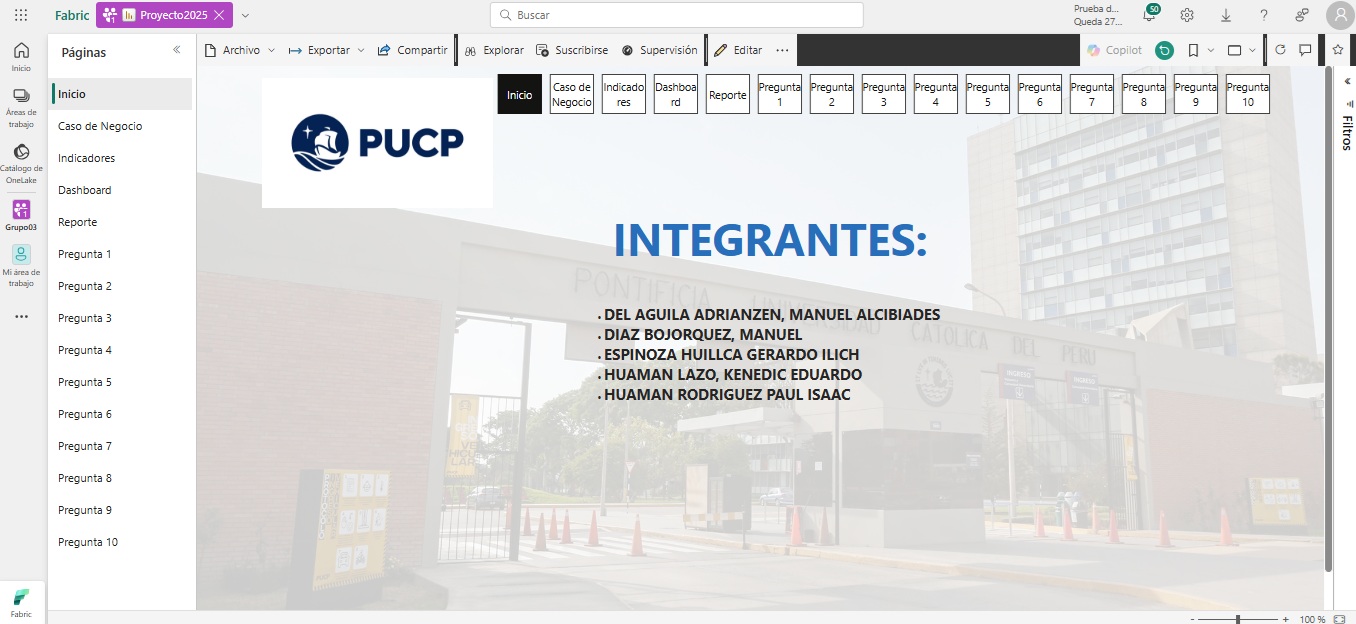 Fabric
Proyecto2025
Buscar
Prueba d...
Queda 27...
50
Inicio
Áreas de
trabajo
Catálogo de
OneLake
Grupo03
Mi área de
trabajo
Fabric
Páginas
Inicio
Caso de Negocio
Indicadores
Dashboard
Reporte
Pregunta 1
Pregunta 2
Pregunta 3
Pregunta 4
Pregunta 5
Pregunta 6
Pregunta 7
Pregunta 8
Pregunta 9
Pregunta 10
Archivo
Exportar
Compartir
Explorar
Suscribirse
Supervisión
Editar
Copilot
PUCP
Inicio
Caso de
Negocio
Indicado
res
Dashboa
rd
Reporte
Pregunta
1
Pregunta
2
Pregunta
3
Pregunta
4
Pregunta
5
Pregunta
6
Pregunta
7
Pregunta
8
Pregunta
9
Pregunta
10
INTEGRANTES:
PONTIFICIA UNIVERSIDAD CATOLICA DEL PERU
. DEL AGUILA ADRIANZEN, MANUEL ALCIBIADES
. DIAZ BOJORQUEZ, MANUEL
. ESPINOZA HUILLCA GERARDO ILICH
. HUAMAN LAZO, KENEDIC EDUARDO
. HUAMAN RODRIGUEZ PAUL ISAAC
INGRESO
INGRESO
Filtros
- + 100 %